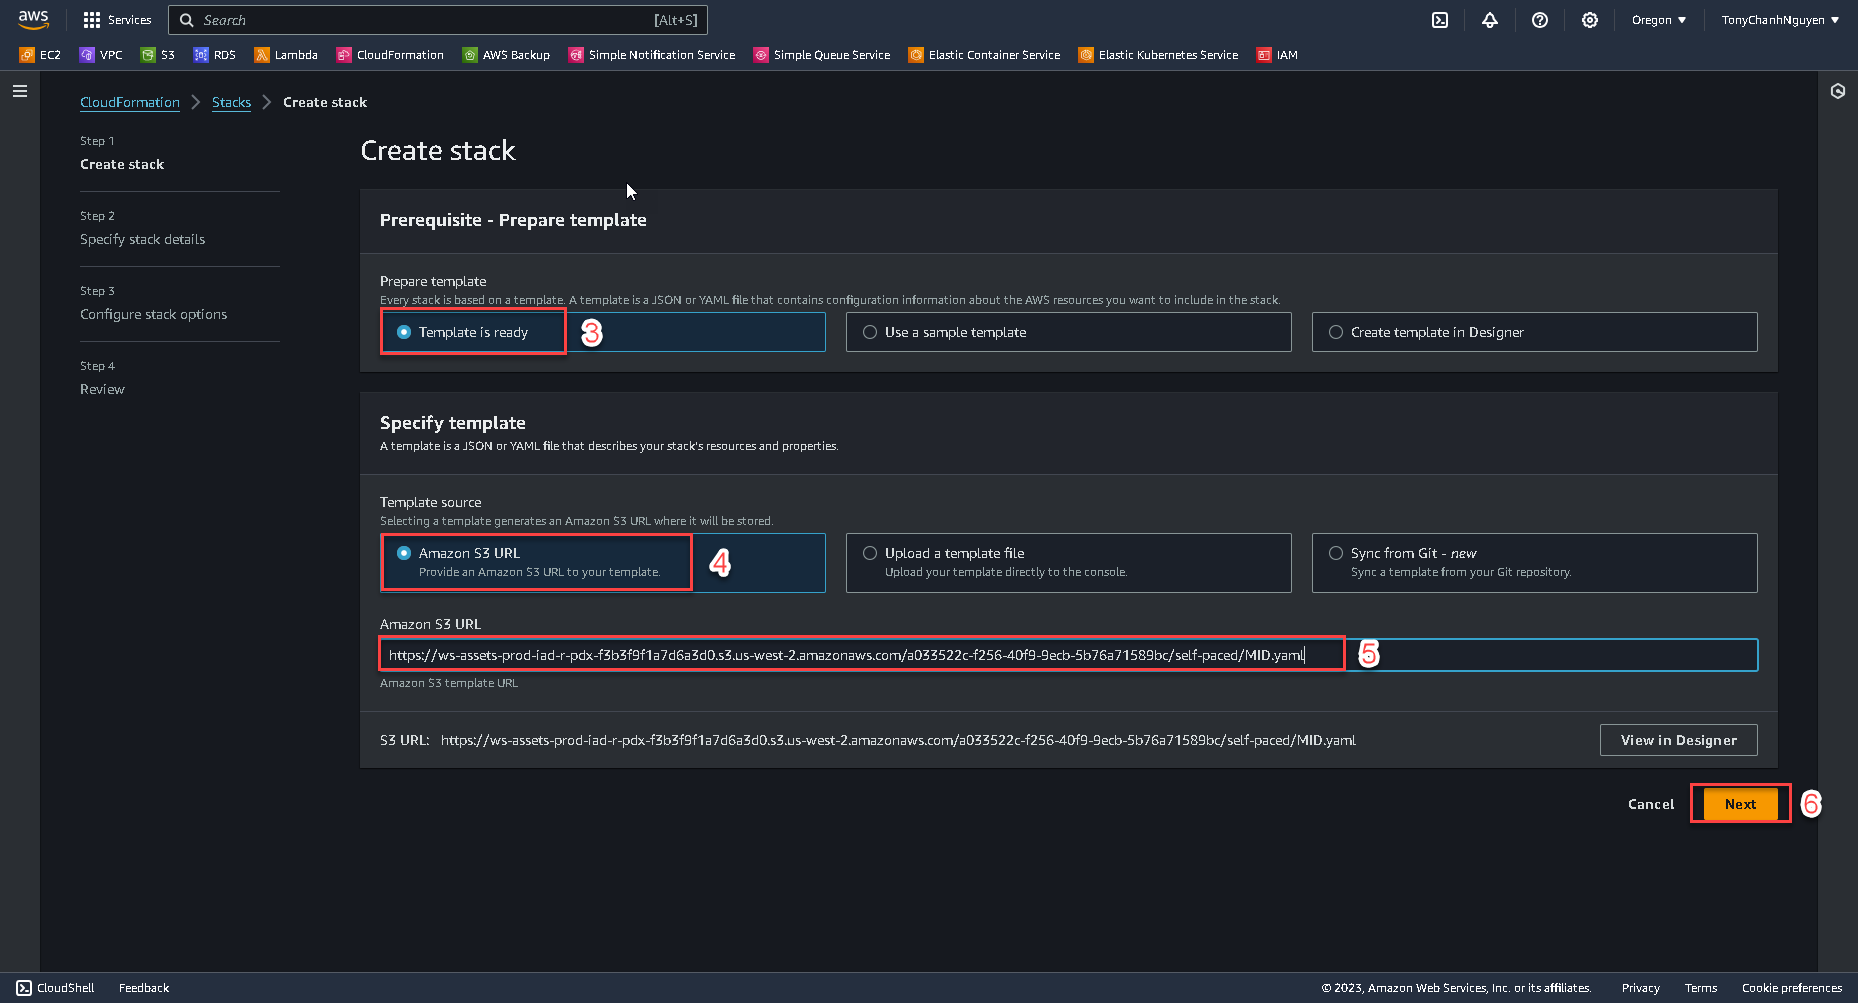 aws
Services
Search
[Alt+S]
Oregon
TonyChanhNguyen
EC2
VPC
S3
RDS
Lambda
CloudFormation
AWS Backup
Simple Notification Service
Simple Queue Service
Elastic Container Service
Elastic Kubernetes Service
IAM
CloudFormation
Stacks
Create stack
Step 1
Create stack
Step 2
Specify stack details
Step 3
Configure stack options
Step 4
Review
Create stack
Prerequisite - Prepare template
Prepare template
Every stack is based on a template. A template is a JSON or YAML file that contains configuration information about the AWS resources you want to include in the stack.
Template is ready
3
Use a sample template
Create template in Designer
Specify template
A template is a JSON or YAML file that describes your stack's resources and properties.
Template source
Selecting a template generates an Amazon S3 URL where it will be stored.
Amazon S3 URL
Provide an Amazon S3 URL to your template.
4
Upload a template file
Upload your template directly to the console.
Sync from Git - new
Sync a template from your Git repository.
Amazon S3 URL
https://ws-assets-prod-iad-r-pdx-f3b3f9f1a7d6a3d0.s3.us-west-2.amazonaws.com/a033522c-f256-40f9-9ecb-5b76a71589bc/self-paced/MID.yaml
5
Amazon S3 template URL
S3 URL: https://ws-assets-prod-iad-r-pdx-f3b3f9f1a7d6a3d0.s3.us-west-2.amazonaws.com/a033522c-f256-40f9-9ecb-5b76a71589bc/self-paced/MID.yaml
View in Designer
Cancel
Next
6
CloudShell
Feedback
© 2023, Amazon Web Services, Inc. or its affiliates.
Privacy
Terms
Cookie preferences